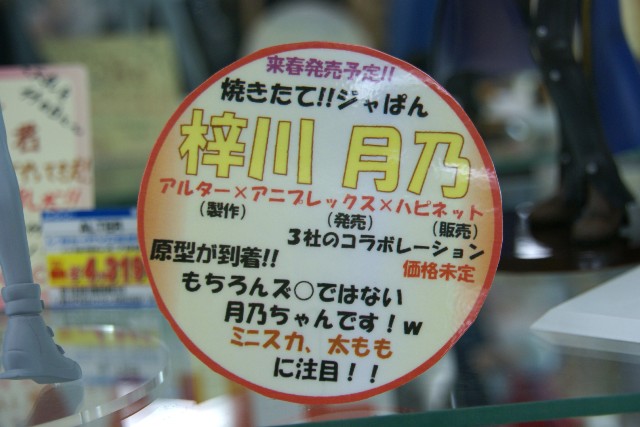 来春発売予定!!
焼きたて!!ジャぱん
梓川 月乃
アルター×アニプレックス×ハピネット
(製作) (発売) (販売)
3社のコラボレーション
価格未定
原型が到着!!
もちろんズ○ではない
月乃ちゃんです!w
ミニスカ、太もも
に注目!!
4,319